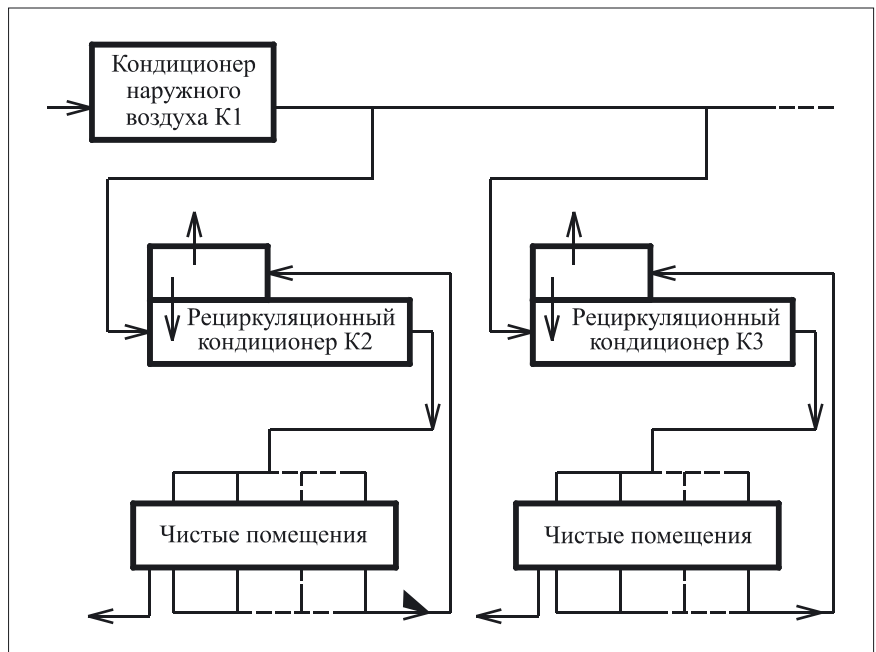 Кондиционер
наружного
воздуха К1
Рециркуляционный
кондиционер К2
Рециркуляционный
кондиционер К3
Чистые помещения
Чистые помещения